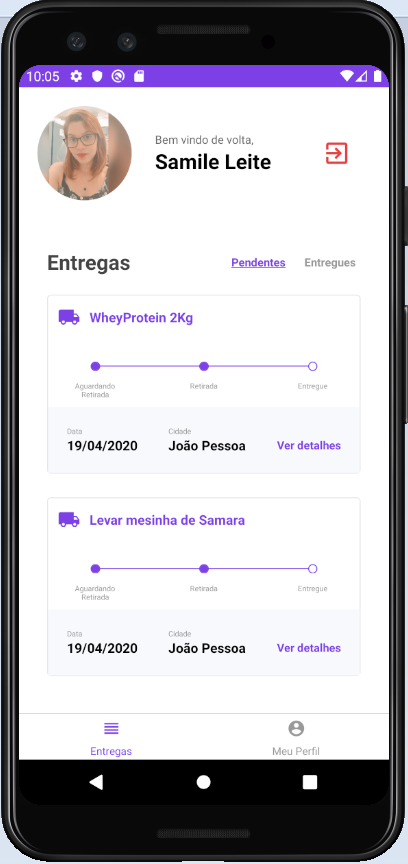 10:05
Bem vindo de volta,
Samile Leite
Entregas
Pendentes
Entregues
WheyProtein 2Kg
Aguardando
Retirada
Retirada
Entregue
Data
Cidade
19/04/2020
João Pessoa
Ver detalhes
Levar mesinha de Samara
Aguardando
Retirada
Retirada
Entregue
Data
Cidade
19/04/2020
João Pessoa
Ver detalhes
Entregas
Meu Perfil